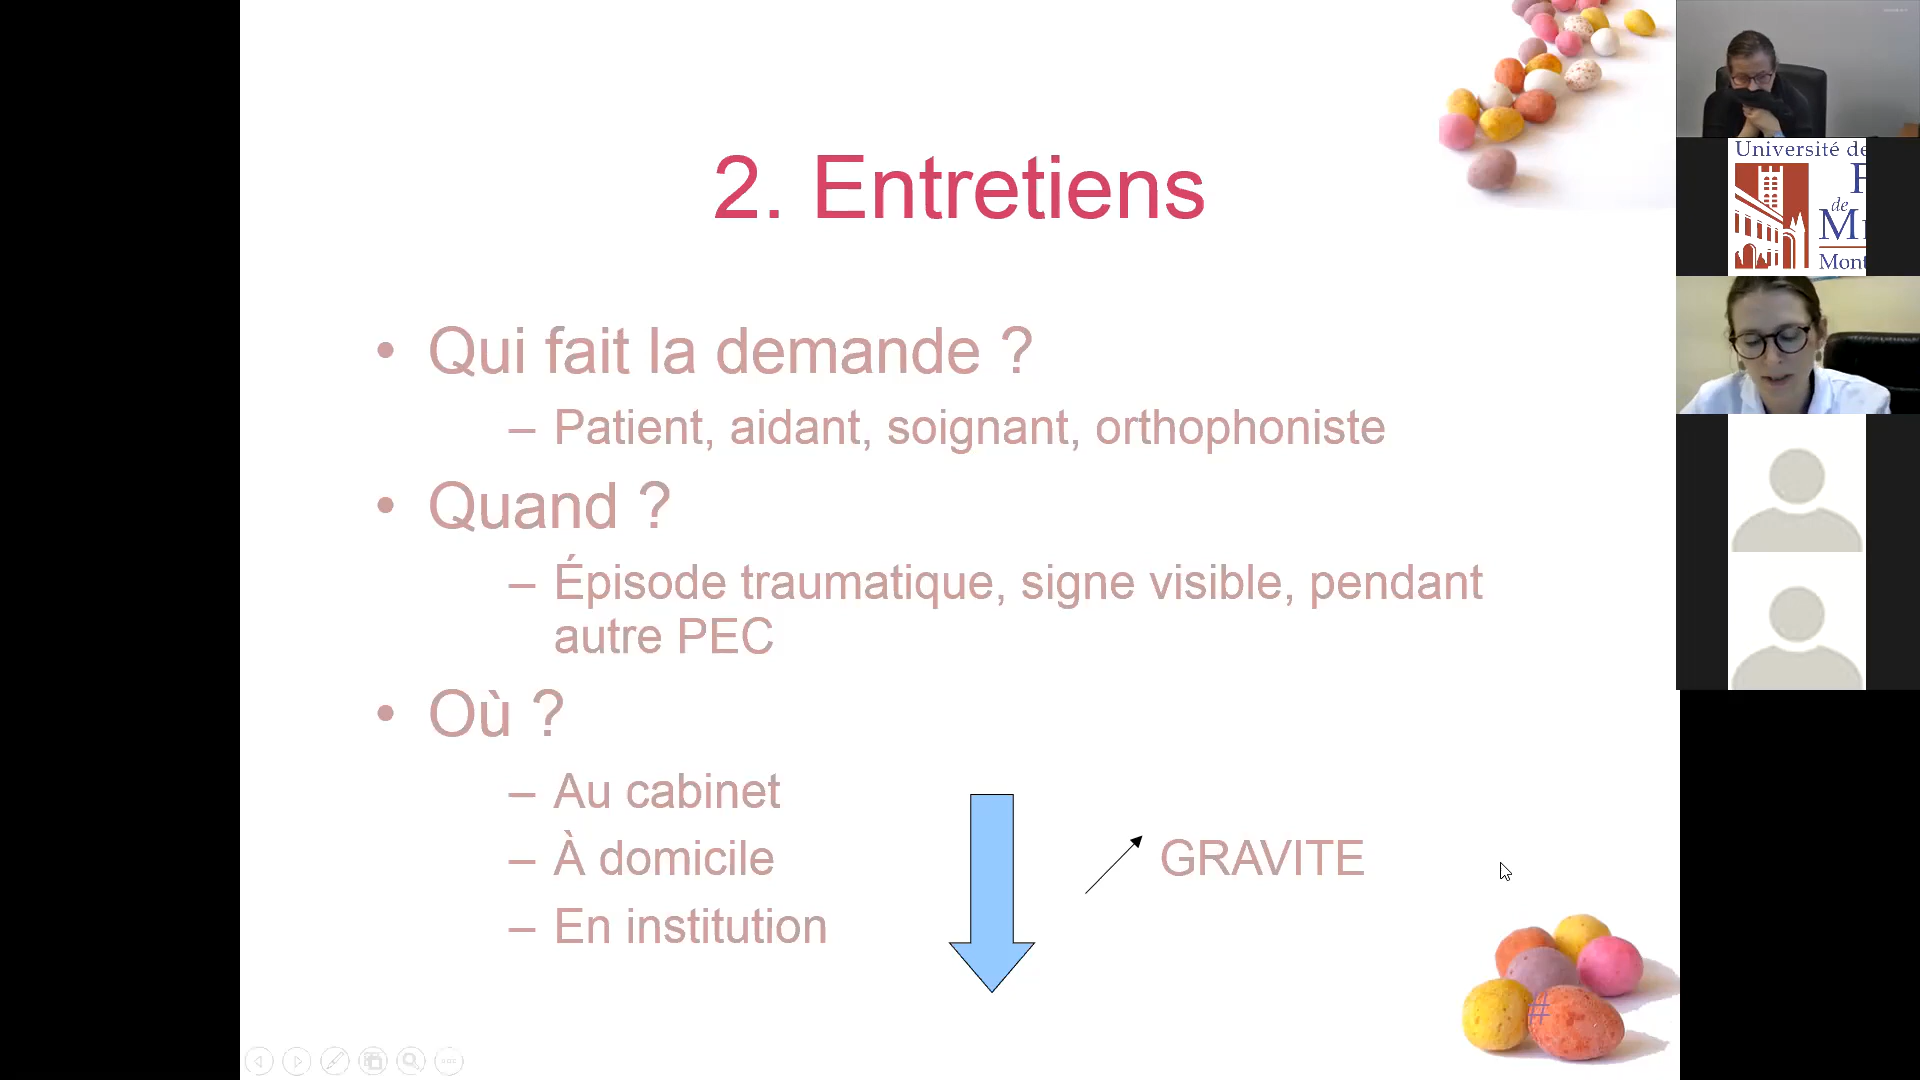 2. Entretiens
• Qui fait la demande ?
– Patient, aidant, soignant, orthophoniste
• Quand ?
– Épisode traumatique, signe visible, pendant
autre PEC
• Où ?
– Au cabinet
– À domicile
– En institution
GRAVITE
#
Université de
F
de
M
Mont